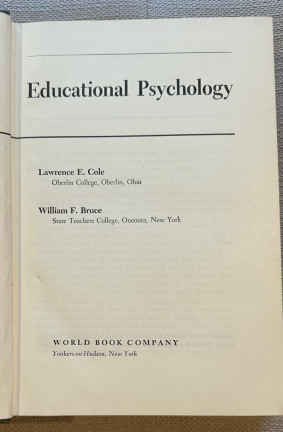 Educational Psychology
Lawrence E. Cole
Oberlin College, Oberlin, Ohio
William F. Bruce
State Teachers College, Oneonta, New York
WORLD BOOK COMPANY
Yonkers-on-Hudson, New York